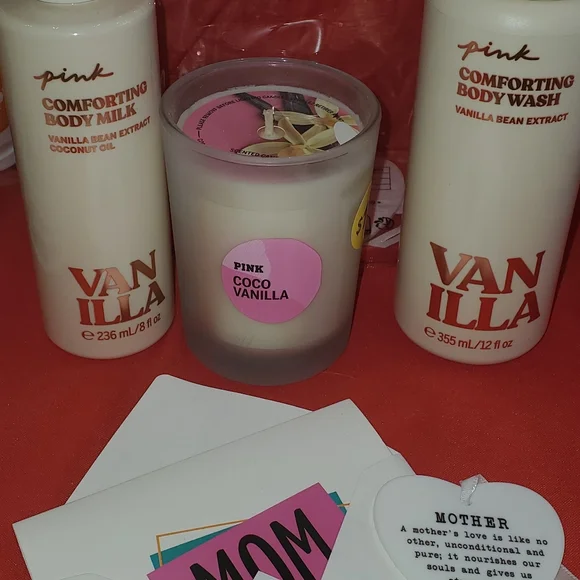 pink
COMFORTING
BODY MILK
VANILLA BEAN EXTRACT
COCONUT OIL
VAN
ILLA
℮ 236 mL/8 fl oz
PINK
COCO
VANILLA
pink
COMFORTING
BODY WASH
VANILLA BEAN EXTRACT
VAN
ILLA
℮ 355 mL/12 fl oz
MOM
MOTHER
A mother's love is like no
other, unconditional and
pure; it nourishes our
souls and gives us